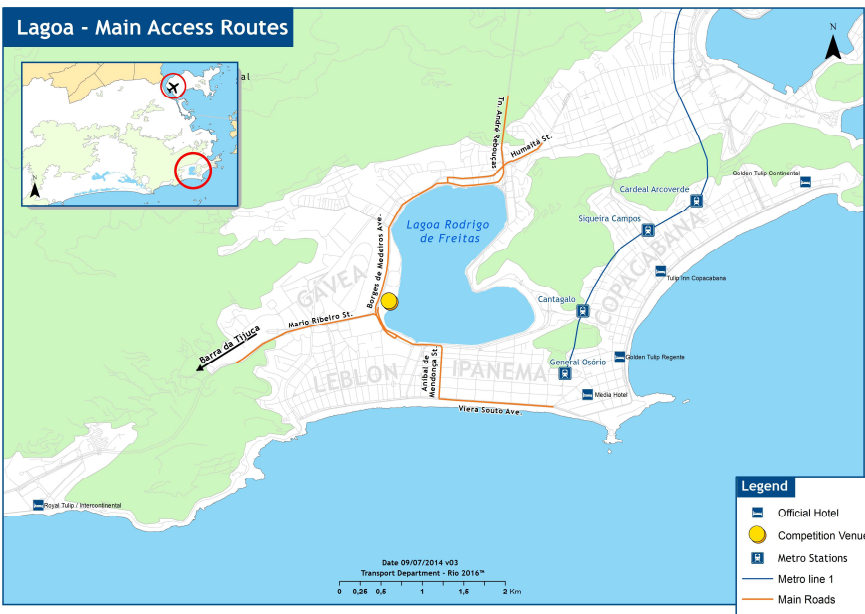 Lagoa - Main Access Routes
al
N
N
Tn. André Rebouças
Humaitá St.
Golden Tulip Continental
Cardeal Arcoverde
Siqueira Campos
Lagoa Rodrigo
de Freitas
COPACABANA
Borges de Medeiros Ave.
Tulip Inn Copacabana
GÁVEA
Cantagalo
Mario Ribeiro St.
Barra da Tijuca
Golden Tulip Regente
General Osório
LEBLON
Aníbal de
Mendonça St.
IPANEMA
Media Hotel
Viera Souto Ave.
Royal Tulip / Intercontinental
Legend
Official Hotel
Competition Venue
Metro Stations
Metro line 1
Main Roads
Date 09/07/2014 v03
Transport Department - Rio 2016™
0 0,25 0,5 1 1,5 2 Km